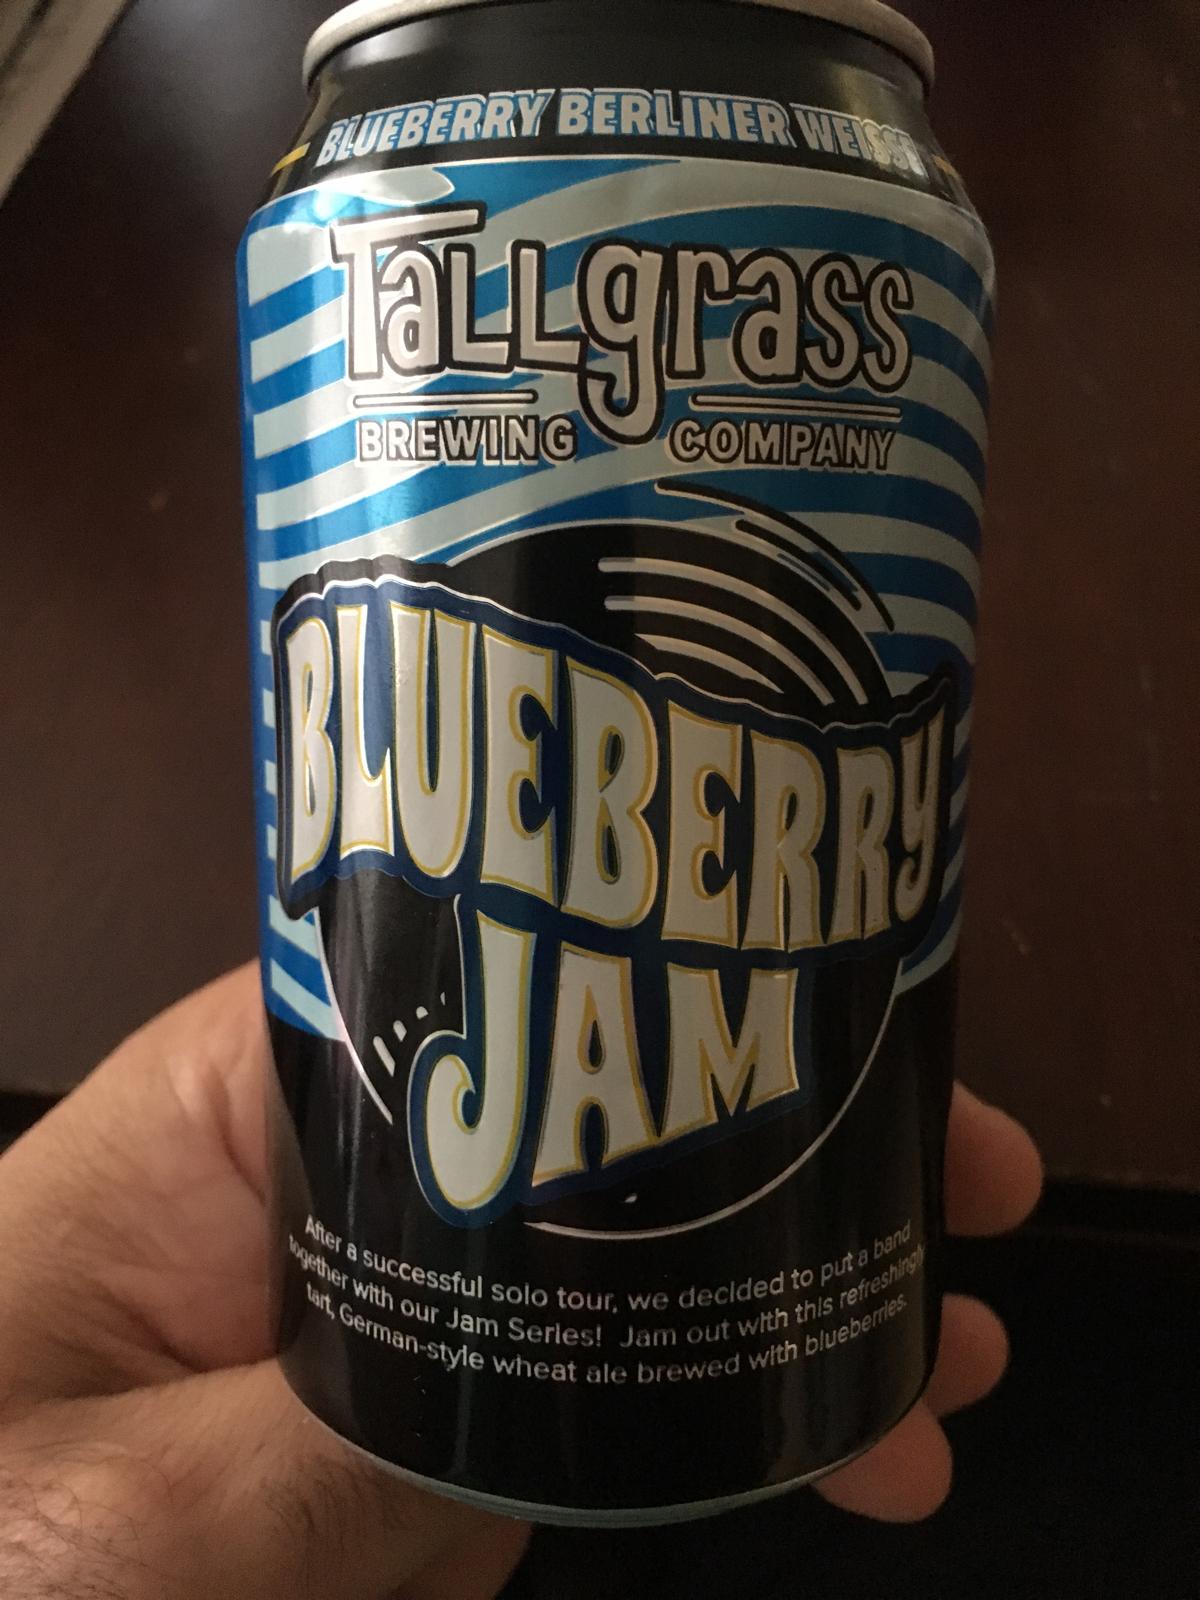 BLUEBERRY BERLINER WEISSE
Tallgrass
BREWING COMPANY
BLUEBERRY
JAM
After a successful solo tour, we decided to put a band
together with our Jam Series! Jam out with this refreshingly
tart, German-style wheat ale brewed with blueberries.